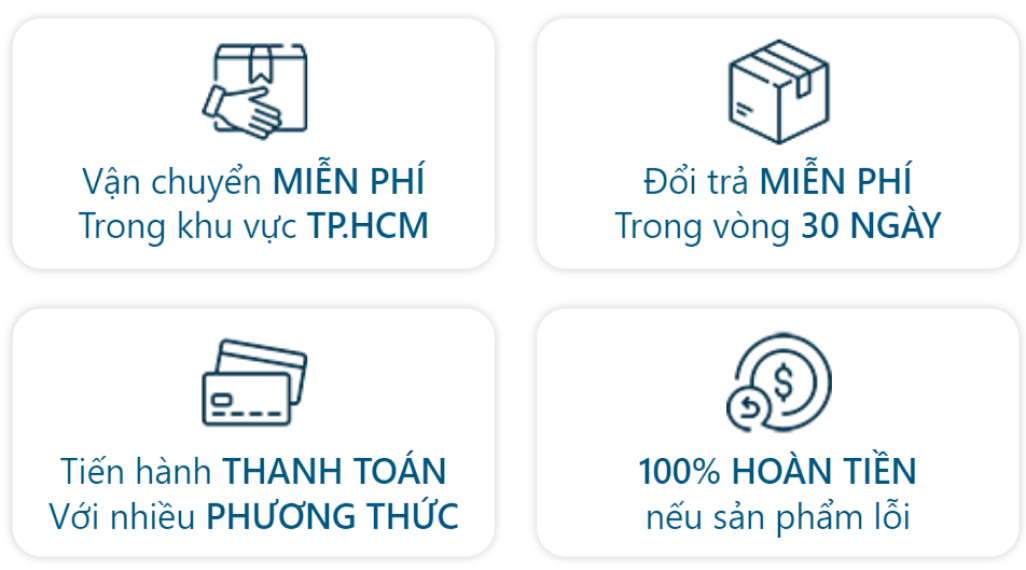 Vận chuyển MIỄN PHÍ
Trong khu vực TP.HCM
Đổi trả MIỄN PHÍ
Trong vòng 30 NGÀY
Tiến hành THANH TOÁN
Với nhiều PHƯƠNG THỨC
100% HOÀN TIỀN
nếu sản phẩm lỗi